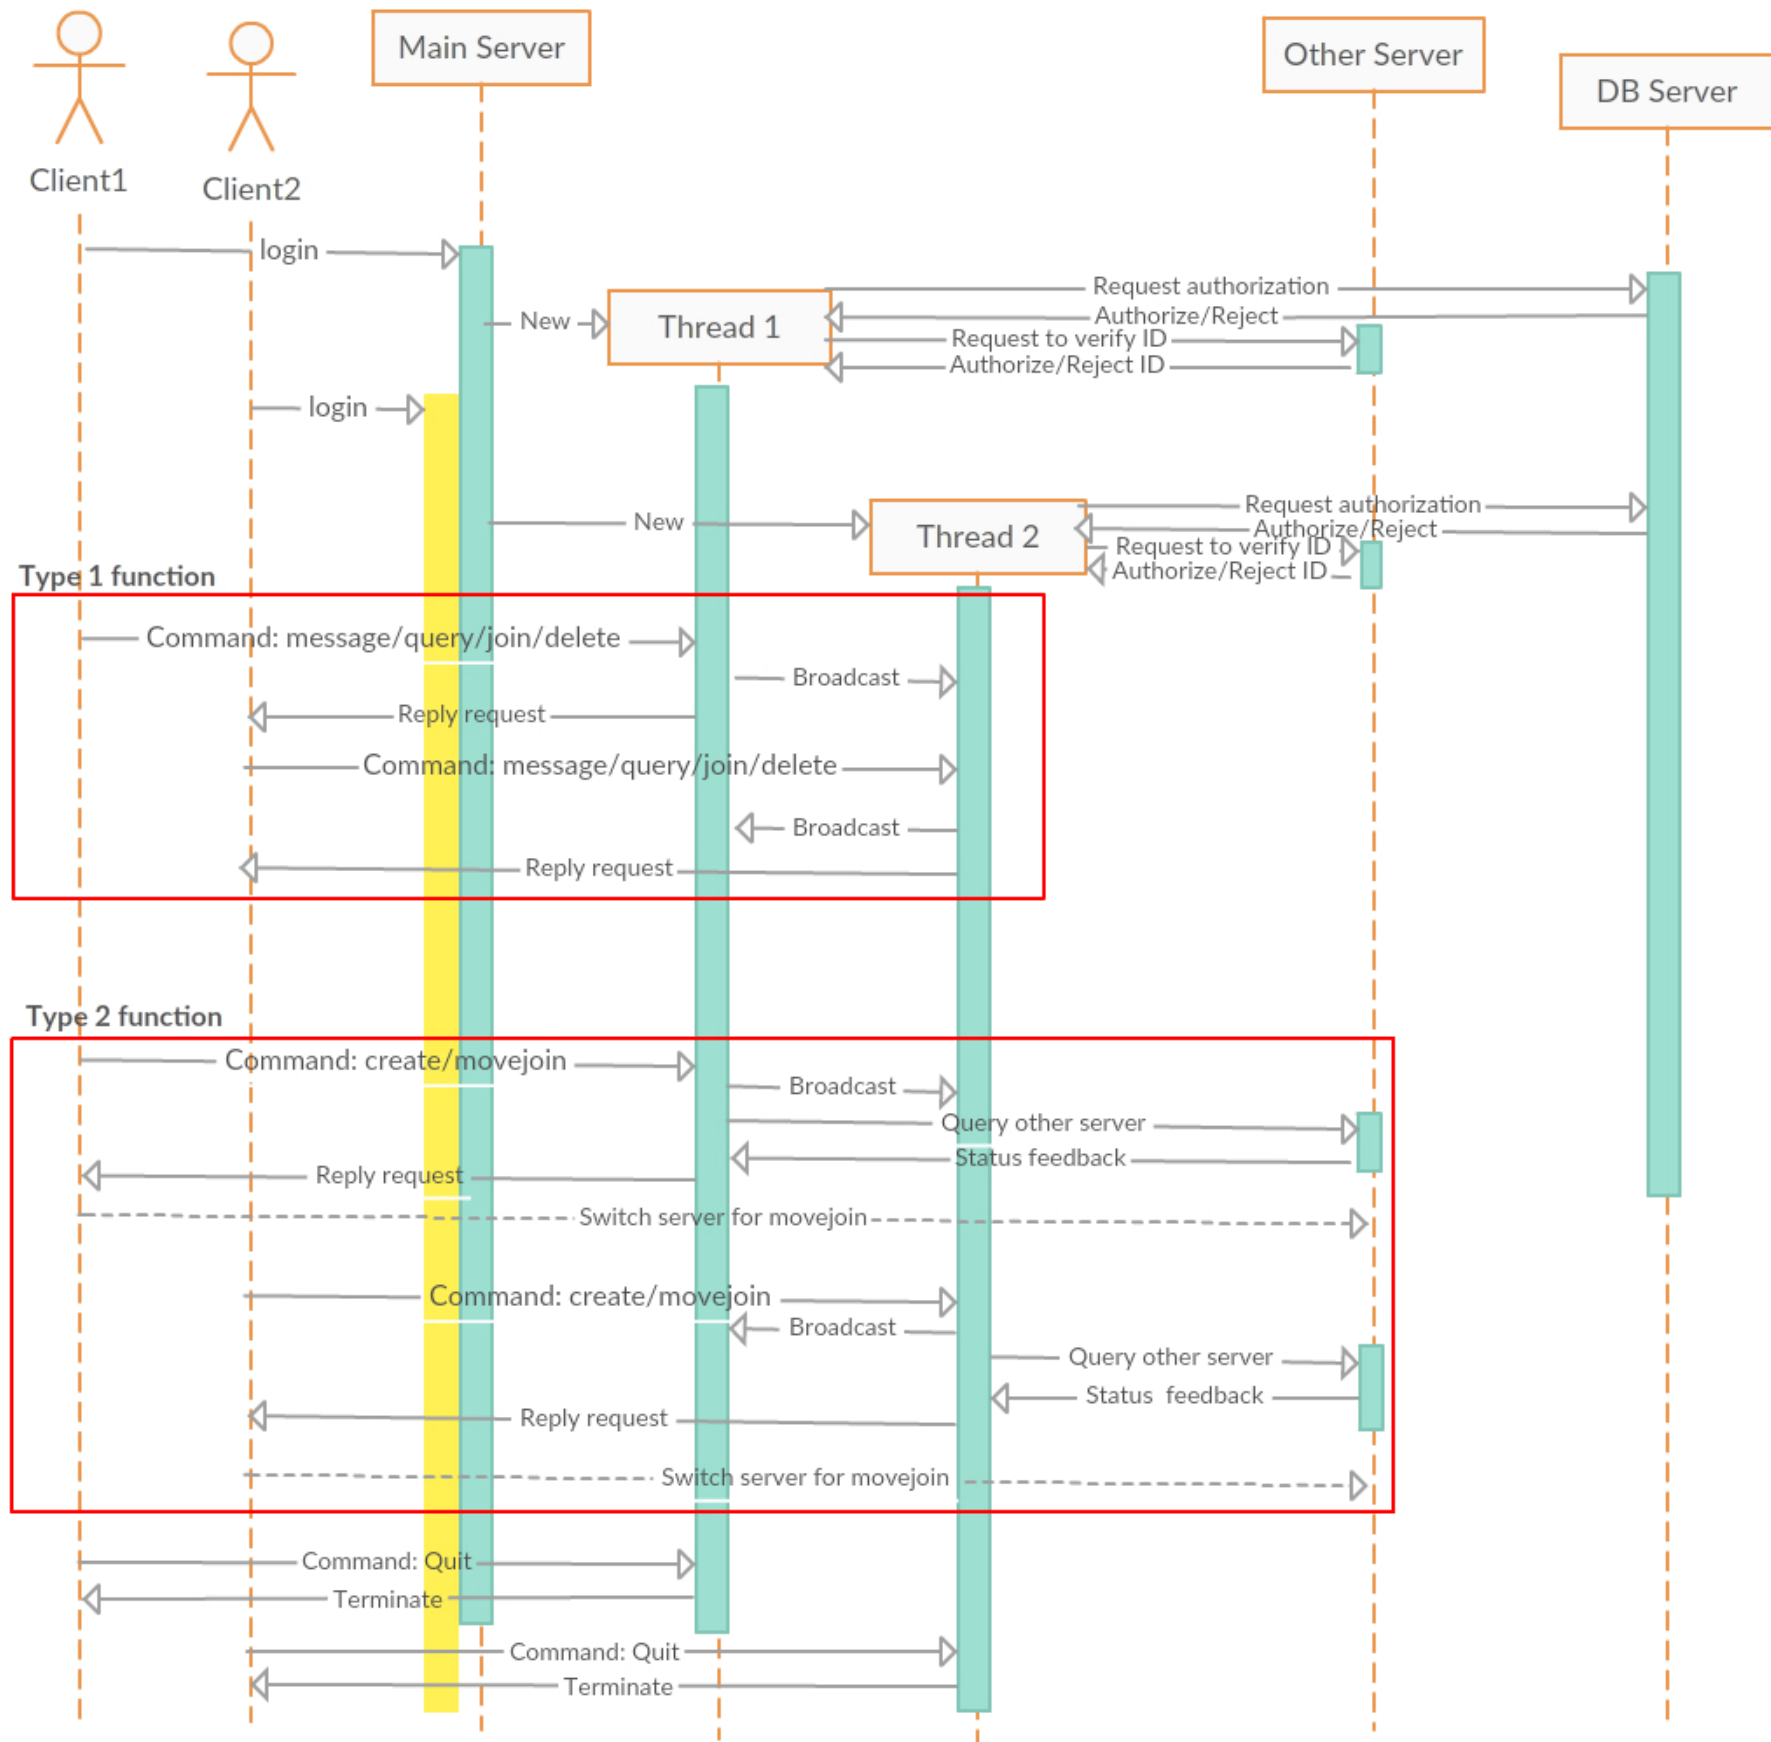 Main Server
Other Server
DB Server
Client1
Client2
login
Request authorization
Authorize/Reject
New
Thread 1
Request to verify ID
Authorize/Reject ID
login
Request authorization
New
Thread 2
Authorize/Reject
Request to verify ID
Authorize/Reject ID
Type 1 function
Command: message/query/join/delete
Broadcast
Reply request
Command: message/query/join/delete
Broadcast
Reply request
Type 2 function
Command: create/movejoin
Broadcast
Query other server
Status feedback
Reply request
Switch server for movejoin
Command: create/movejoin
Broadcast
Query other server
Status feedback
Reply request
Switch server for movejoin
Command: Quit
Terminate
Command: Quit
Terminate